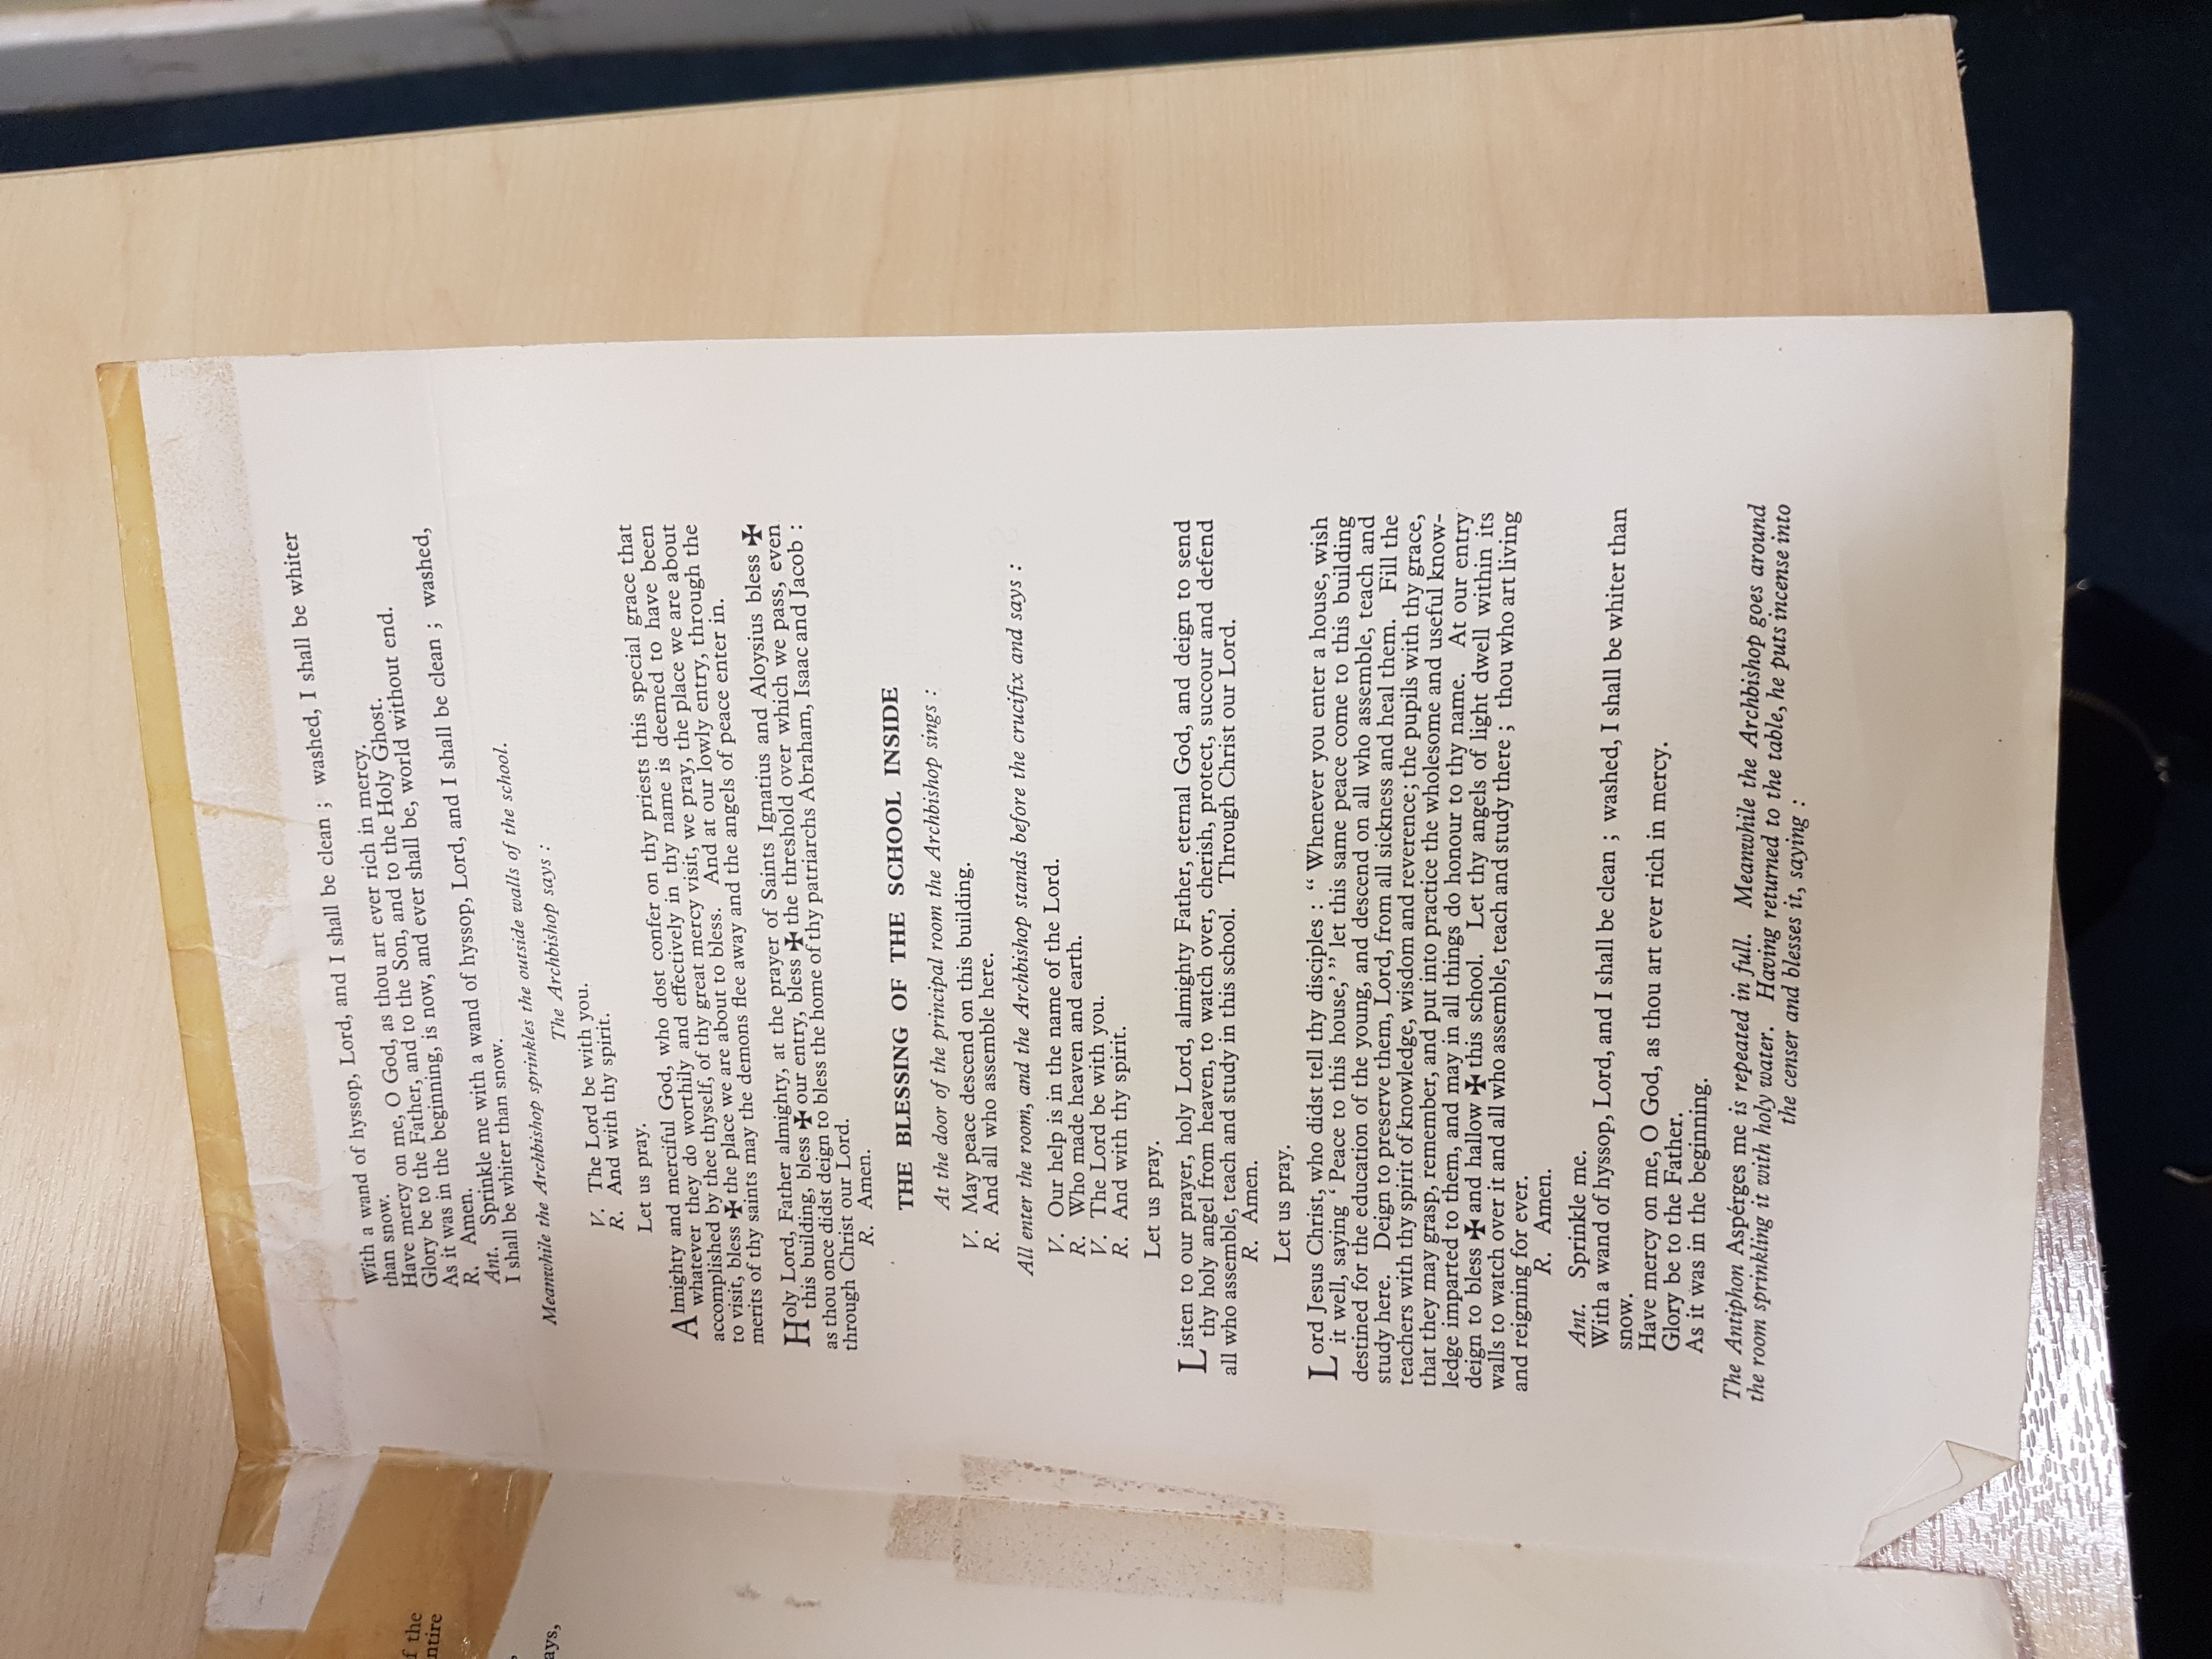 f the
ntire
ays,
With a wand of hyssop, Lord, and I shall be clean ; washed, I shall be whiter
than snow.
Have mercy on me, O God, as thou art ever rich in mercy.
Glory be to the Father, and to the Son, and to the Holy Ghost.
As it was in the beginning, is now, and ever shall be, world without end.
R. Amen.
Ant. Sprinkle me with a wand of hyssop, Lord, and I shall be clean ; washed,
I shall be whiter than snow.
Meanwhile the Archbishop sprinkles the outside walls of the school.
The Archbishop says :
V. The Lord be with you.
R. And with thy spirit.
Let us pray.
Almighty and merciful God, who dost confer on thy priests this special grace that
whatever they do worthily and effectively in thy name is deemed to have been
accomplished by thee thyself, of thy great mercy visit, we pray, the place we are about
to visit, bless ✠ the place we are about to bless. And at our lowly entry, through the
merits of thy saints may the demons flee away and the angels of peace enter in.
Holy Lord, Father almighty, at the prayer of Saints Ignatius and Aloysius bless ✠
this building, bless ✠ our entry, bless ✠ the threshold over which we pass, even
as thou once didst deign to bless the home of thy patriarchs Abraham, Isaac and Jacob :
through Christ our Lord.
R. Amen.
THE BLESSING OF THE SCHOOL INSIDE
At the door of the principal room the Archbishop sings :
V. May peace descend on this building.
R. And all who assemble here.
All enter the room, and the Archbishop stands before the crucifix and says :
V. Our help is in the name of the Lord.
R. Who made heaven and earth.
V. The Lord be with you.
R. And with thy spirit.
Let us pray.
Listen to our prayer, holy Lord, almighty Father, eternal God, and deign to send
thy holy angel from heaven, to watch over, cherish, protect, succour and defend
all who assemble, teach and study in this school. Through Christ our Lord.
R. Amen.
Let us pray.
Lord Jesus Christ, who didst tell thy disciples : “ Whenever you enter a house, wish
it well, saying ‘ Peace to this house,’ ” let this same peace come to this building
destined for the education of the young, and descend on all who assemble, teach and
study here. Deign to preserve them, Lord, from all sickness and heal them. Fill the
teachers with thy spirit of knowledge, wisdom and reverence; the pupils with thy grace,
that they may grasp, remember, and put into practice the wholesome and useful know-
ledge imparted to them, and may in all things do honour to thy name. At our entry
deign to bless ✠ and hallow ✠ this school. Let thy angels of light dwell within its
walls to watch over it and all who assemble, teach and study there ; thou who art living
and reigning for ever.
R. Amen.
Ant. Sprinkle me.
With a wand of hyssop, Lord, and I shall be clean ; washed, I shall be whiter than
snow.
Have mercy on me, O God, as thou art ever rich in mercy.
Glory be to the Father.
As it was in the beginning.
The Antiphon Aspérges me is repeated in full. Meanwhile the Archbishop goes around
the room sprinkling it with holy water. Having returned to the table, he puts incense into
the censer and blesses it, saying :